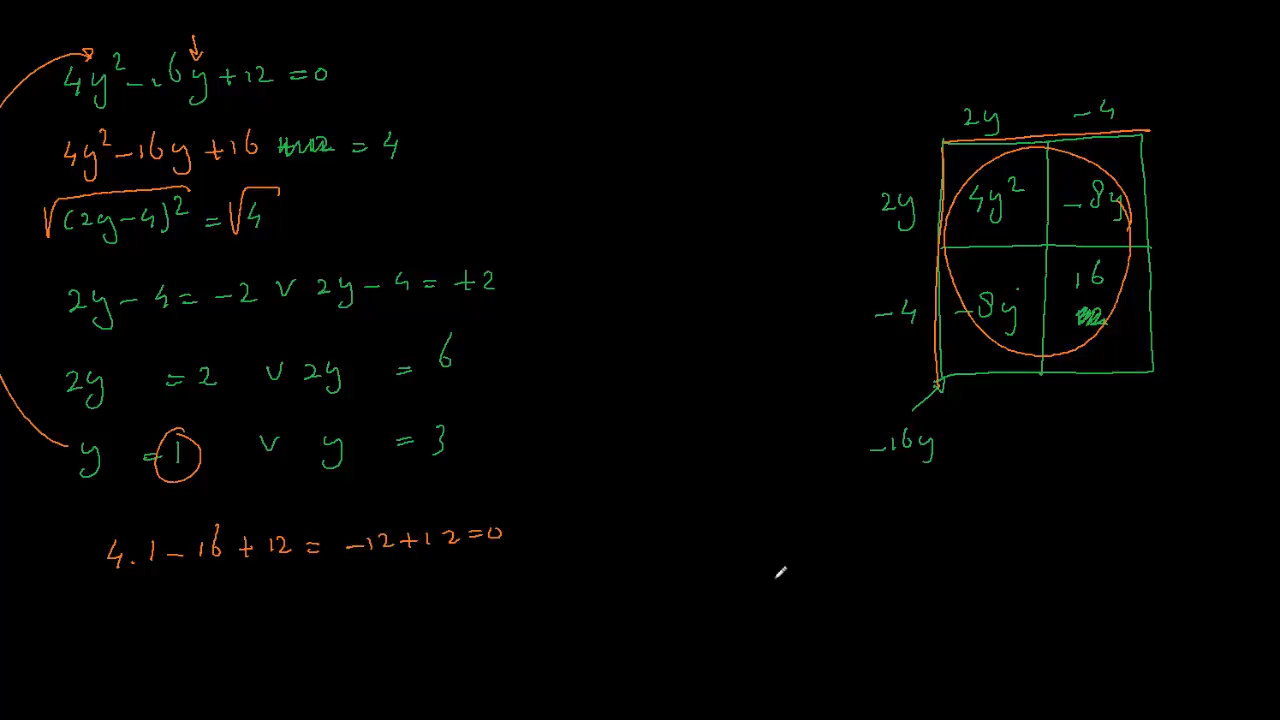 4y² -16y +12 = 0
4y² -16y +16 = 4
√(2y-4)² = √4
2y - 4 = -2 ∨ 2y - 4 = +2
2y = 2 ∨ 2y = 6
y = 1 ∨ y = 3
4.1 - 16 + 12 = -12 + 12 = 0
2y -4
2y 4y² -8y
-4 -8y 16
-16y